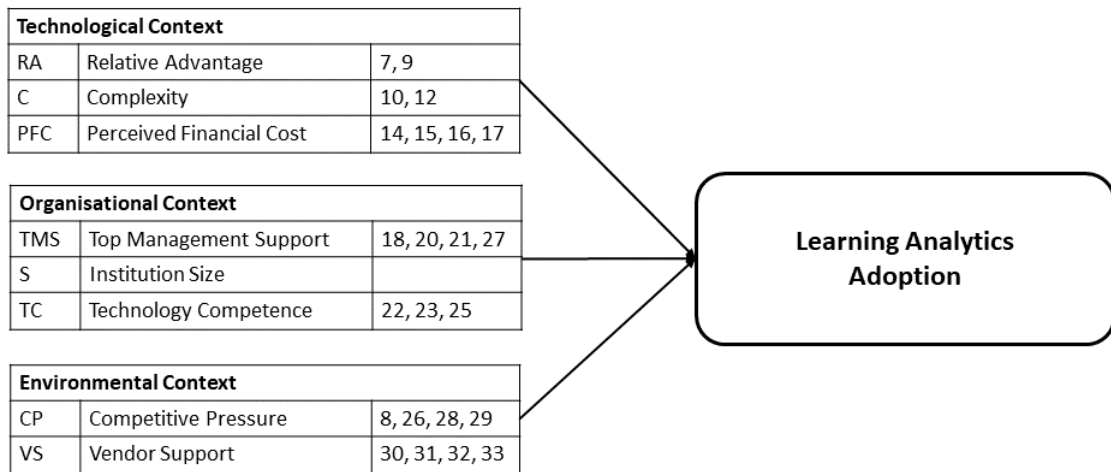 Technological Context
RA Relative Advantage 7, 9
C Complexity 10, 12
PFC Perceived Financial Cost 14, 15, 16, 17
Organisational Context
TMS Top Management Support 18, 20, 21, 27
S Institution Size
TC Technology Competence 22, 23, 25
Environmental Context
CP Competitive Pressure 8, 26, 28, 29
VS Vendor Support 30, 31, 32, 33
Learning Analytics
Adoption